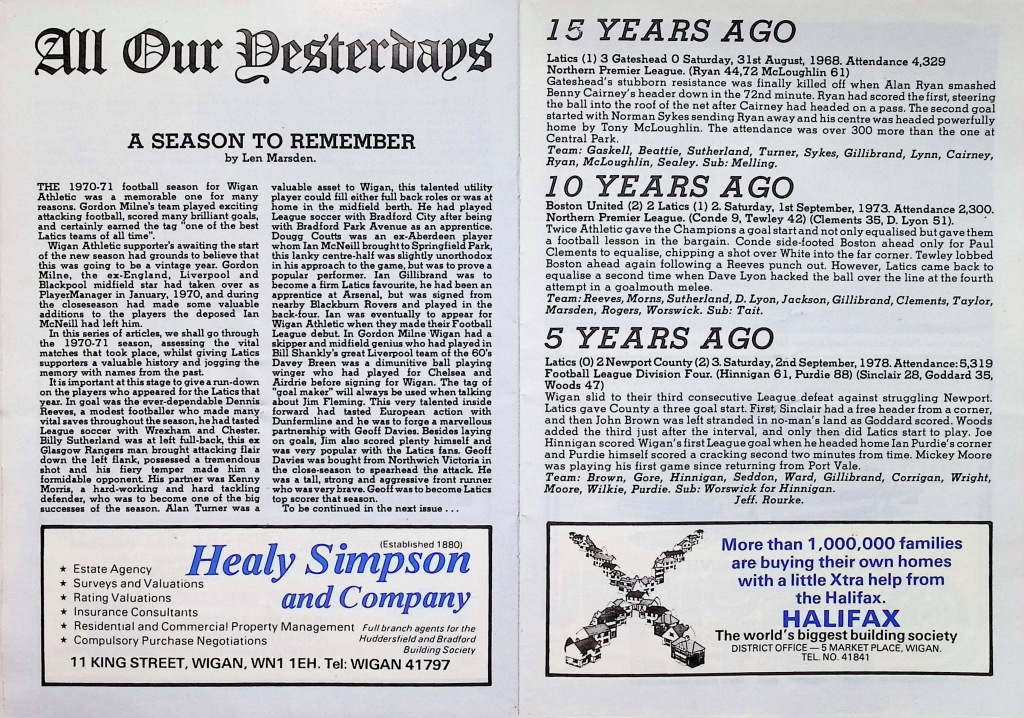 All Our Yesterdays
A SEASON TO REMEMBER
by Len Marsden.
THE 1970-71 football season for Wigan
Athletic was a memorable one for many
reasons. Gordon Milne's team played exciting
attacking football, scored many brilliant goals,
and certainly earned the tag "one of the best
Latics teams of all time".
Wigan Athletic supporter's awaiting the start
of the new season had grounds to believe that
this was going to be a vintage year. Gordon
Milne, the ex-England, Liverpool and
Blackpool midfield star had taken over as
PlayerManager in January, 1970, and during
the closeseason had made some valuable
additions to the players the deposed Ian
McNeill had left him.
In this series of articles, we shall go through
the 1970-71 season, assessing the vital
matches that took place, whilst giving Latics
supporters a valuable history and jogging the
memory with names from the past.
It is important at this stage to give a run-down
on the players who appeared for the Latics that
year. In goal was the ever-dependable Dennis
Reeves, a modest footballer who made many
vital saves throughout the season, he had tasted
League soccer with Wrexham and Chester.
Billy Sutherland was at left full-back, this ex
Glasgow Rangers man brought attacking flair
down the left flank, possessed a tremendous
shot and his fiery temper made him a
formidable opponent. His partner was Kenny
Morris, a hard-working and hard tackling
defender, who was to become one of the big
successes of the season. Alan Turner was a
valuable asset to Wigan, this talented utility
player could fill either full back roles or was at
home in the midfield berth. He had played
League soccer with Bradford City after being
with Bradford Park Avenue as an apprentice.
Dougg Coutts was an ex-Aberdeen player
whom Ian McNeill brought to Springfield Park,
this lanky centre-half was slightly unorthodox
in his approach to the game, but was to prove a
popular performer. Ian Gillibrand was to
become a firm Latics favourite, he had been an
apprentice at Arsenal, but was signed from
nearby Blackburn Rovers and played in the
back-four. Ian was eventually to appear for
Wigan Athletic when they made their Football
League debut. In Gordon Milne Wigan had a
skipper and midfield genius who had played in
Bill Shankly's great Liverpool team of the 60's
Davey Breen was a dimunitive ball playing
winger who had played for Chelsea and
Airdrie before signing for Wigan. The tag of
"goal maker" will always be used when talking
about Jim Fleming. This very talented inside
forward had tasted European action with
Dunfermline and he was to forge a marvellous
partnership with Geoff Davies. Besides laying
on goals, Jim also scored plenty himself and
was very popular with the Latics fans. Geoff
Davies was bought from Northwich Victoria in
the close-season to spearhead the attack. He
was a tall, strong and aggressive front runner
who was very brave. Geoff was to become Latics
top scorer that season.
To be continued in the next issue . . .
(Established 1880)
Healy Simpson
and Company
★ Estate Agency
★ Surveys and Valuations
★ Rating Valuations
★ Insurance Consultants
★ Residential and Commercial Property Management
★ Compulsory Purchase Negotiations
Full branch agents for the
Huddersfield and Bradford
Building Society
11 KING STREET, WIGAN, WN1 1EH. Tel: WIGAN 41797
15 YEARS AGO
Latics (1) 3 Gateshead 0 Saturday, 31st August, 1968. Attendance 4,329
Northern Premier League. (Ryan 44,72 McLoughlin 61)
Gateshead's stubborn resistance was finally killed off when Alan Ryan smashed
Benny Cairney's header down in the 72nd minute. Ryan had scored the first, steering
the ball into the roof of the net after Cairney had headed on a pass. The second goal
started with Norman Sykes sending Ryan away and his centre was headed powerfully
home by Tony McLoughlin. The attendance was over 300 more than the one at
Central Park.
Team: Gaskell, Beattie, Sutherland, Turner, Sykes, Gillibrand, Lynn, Cairney,
Ryan, McLoughlin, Sealey. Sub: Melling.
10 YEARS AGO
Boston United (2) 2 Latics (1) 2. Saturday, 1st September, 1973. Attendance 2,300.
Northern Premier League. (Conde 9, Tewley 42) (Clements 35, D. Lyon 51).
Twice Athletic gave the Champions a goal start and not only equalised but gave them
a football lesson in the bargain. Conde side-footed Boston ahead only for Paul
Clements to equalise, chipping a shot over White into the far corner. Tewley lobbed
Boston ahead again following a Reeves punch out. However, Latics came back to
equalise a second time when Dave Lyon hacked the ball over the line at the fourth
attempt in a goalmouth melee.
Team: Reeves, Morns, Sutherland, D. Lyon, Jackson, Gillibrand, Clements, Taylor,
Marsden, Rogers, Worswick. Sub: Tait.
5 YEARS AGO
Latics (0) 2 Newport County (2) 3. Saturday, 2nd September, 1978. Attendance: 5,319
Football League Division Four. (Hinnigan 61, Purdie 88) (Sinclair 28, Goddard 35,
Woods 47)
Wigan slid to their third consecutive League defeat against struggling Newport.
Latics gave County a three goal start. First, Sinclair had a free header from a corner,
and then John Brown was left stranded in no-man's land as Goddard scored. Woods
added the third just after the interval, and only then did Latics start to play. Joe
Hinnigan scored Wigan's first League goal when he headed home Ian Purdie's corner
and Purdie himself scored a cracking second two minutes from time. Mickey Moore
was playing his first game since returning from Port Vale.
Team: Brown, Gore, Hinnigan, Seddon, Ward, Gillibrand, Corrigan, Wright,
Moore, Wilkie, Purdie. Sub: Worswick for Hinnigan.
Jeff. Rourke.
More than 1,000,000 families
are buying their own homes
with a little Xtra help from
the Halifax.
HALIFAX
The world's biggest building society
DISTRICT OFFICE — 5 MARKET PLACE, WIGAN.
TEL. NO. 41841